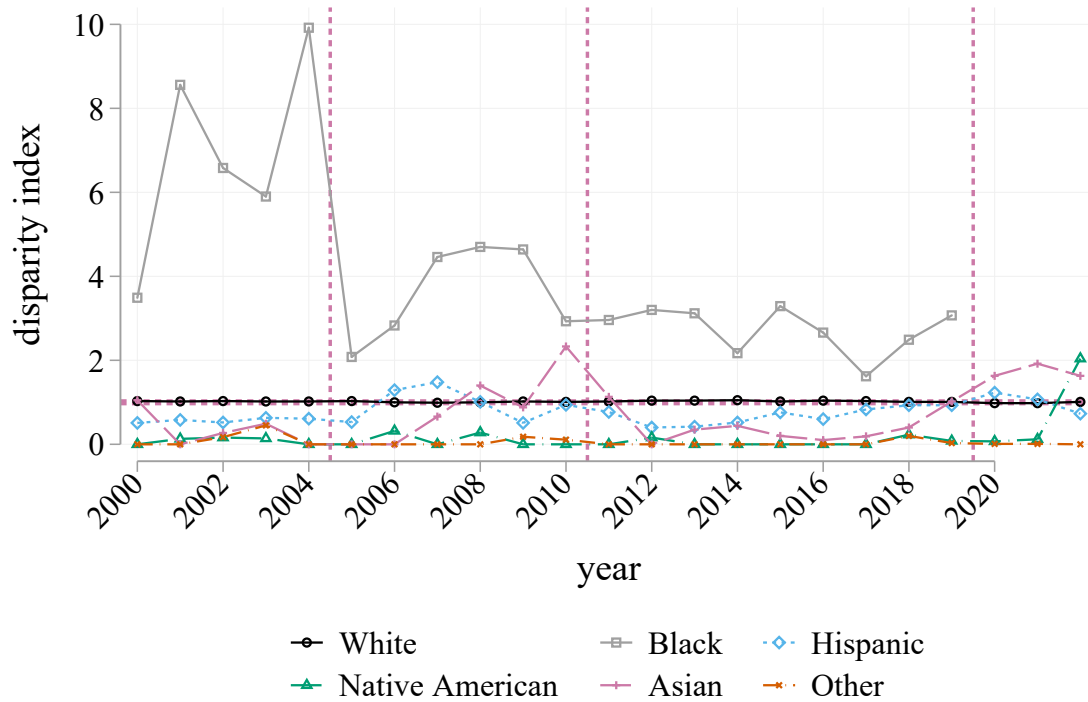 10
8
6
4
2
0
disparity index
2000 2002 2004 2006 2008 2010 2012 2014 2016 2018 2020
year
White Black Hispanic
Native American Asian Other